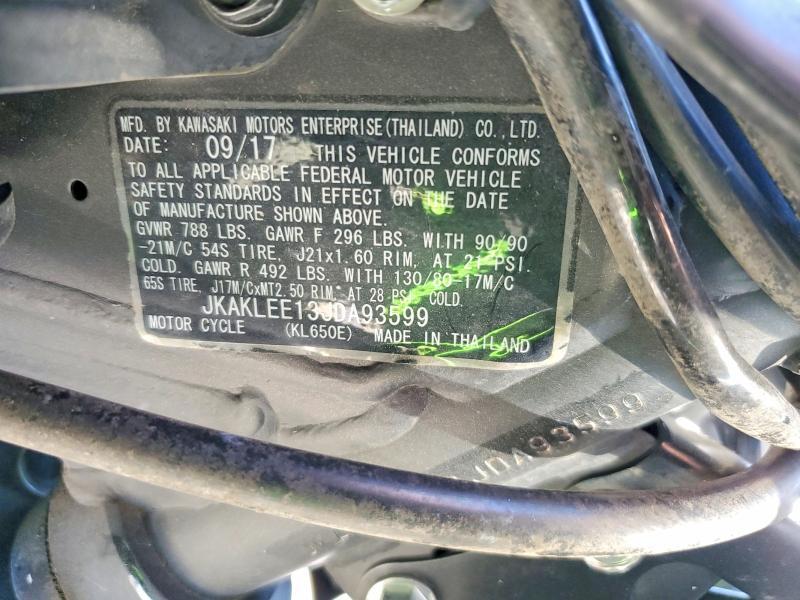 MFD. BY KAWASAKI MOTORS ENTERPRISE(THAILAND) CO., LTD.
DATE: 09/17 THIS VEHICLE CONFORMS
TO ALL APPLICABLE FEDERAL MOTOR VEHICLE
SAFETY STANDARDS IN EFFECT ON THE DATE
OF MANUFACTURE SHOWN ABOVE.
GVWR 788 LBS. GAWR F 296 LBS. WITH 90/90
-21M/C 54S TIRE, J21x1.60 RIM, AT 21 PSI.
COLD. GAWR R 492 LBS. WITH 130/80-17M/C
65S TIRE, J17M/CxMT2.50 RIM, AT 28 PSI COLD.
JKAKLEE13JDA93599
MOTOR CYCLE (KL650E) MADE IN THAILAND
JDA93599